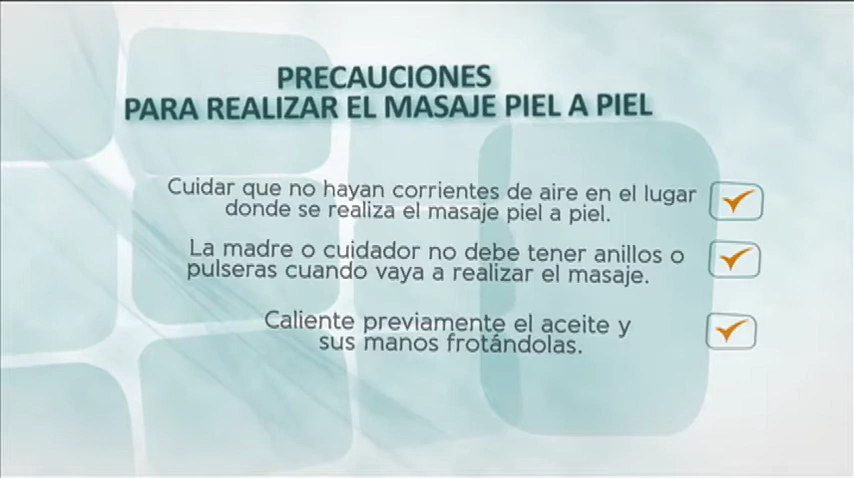 PRECAUCIONES
PARA REALIZAR EL MASAJE PIEL A PIEL
Cuidar que no hayan corrientes de aire en el lugar
donde se realiza el masaje piel a piel.
La madre o cuidador no debe tener anillos o
pulseras cuando vaya a realizar el masaje.
Caliente previamente el aceite y
sus manos frotándolas.